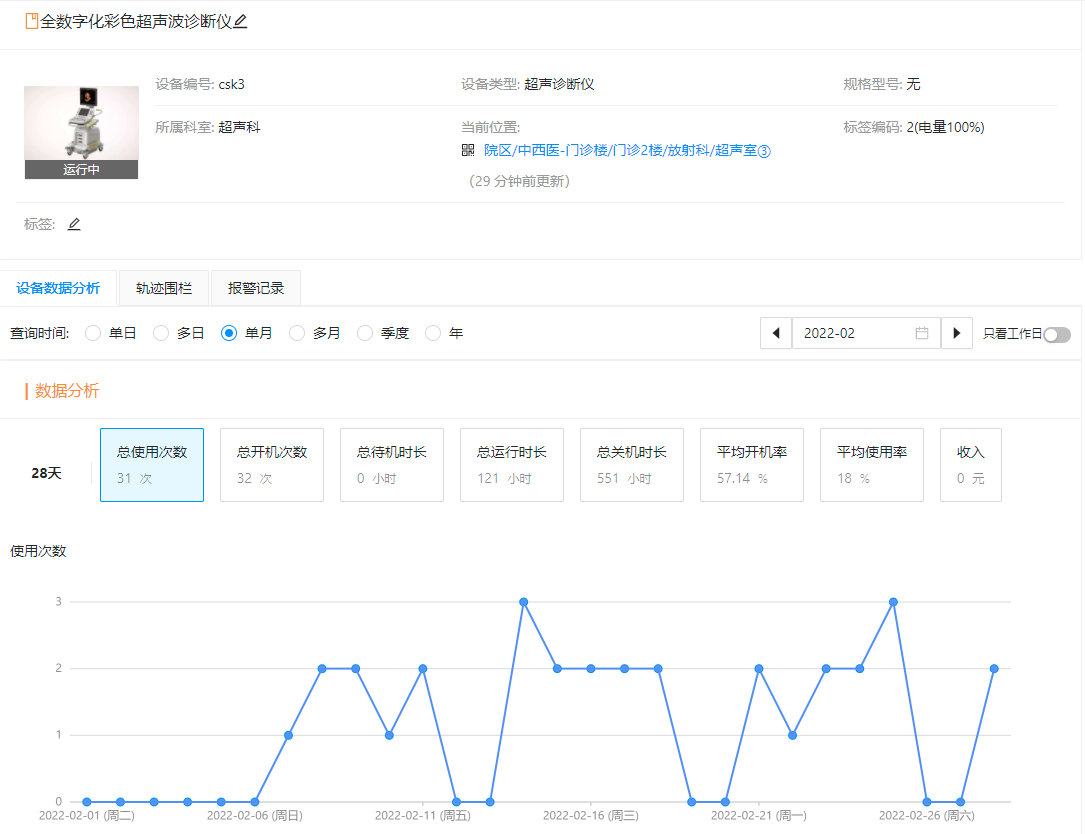 全数字化彩色超声波诊断仪
设备编号: csk3
设备类型: 超声诊断仪
规格型号: 无
所属科室: 超声科
当前位置:
标签编码: 2(电量100%)
院区/中西医-门诊楼/门诊2楼/放射科/超声室③
(29 分钟前更新)
运行中
标签:
设备数据分析 轨迹围栏 报警记录
查询时间: 单日 多日 单月 多月 季度 年 2022-02 只看工作日
数据分析
28天
总使用次数
31 次
总开机次数
32 次
总待机时长
0 小时
总运行时长
121 小时
总关机时长
551 小时
平均开机率
57.14 %
平均使用率
18 %
收入
0 元
使用次数
3
2
1
0
2022-02-01 (周二) 2022-02-06 (周日) 2022-02-11 (周五) 2022-02-16 (周三) 2022-02-21 (周一) 2022-02-26 (周六)